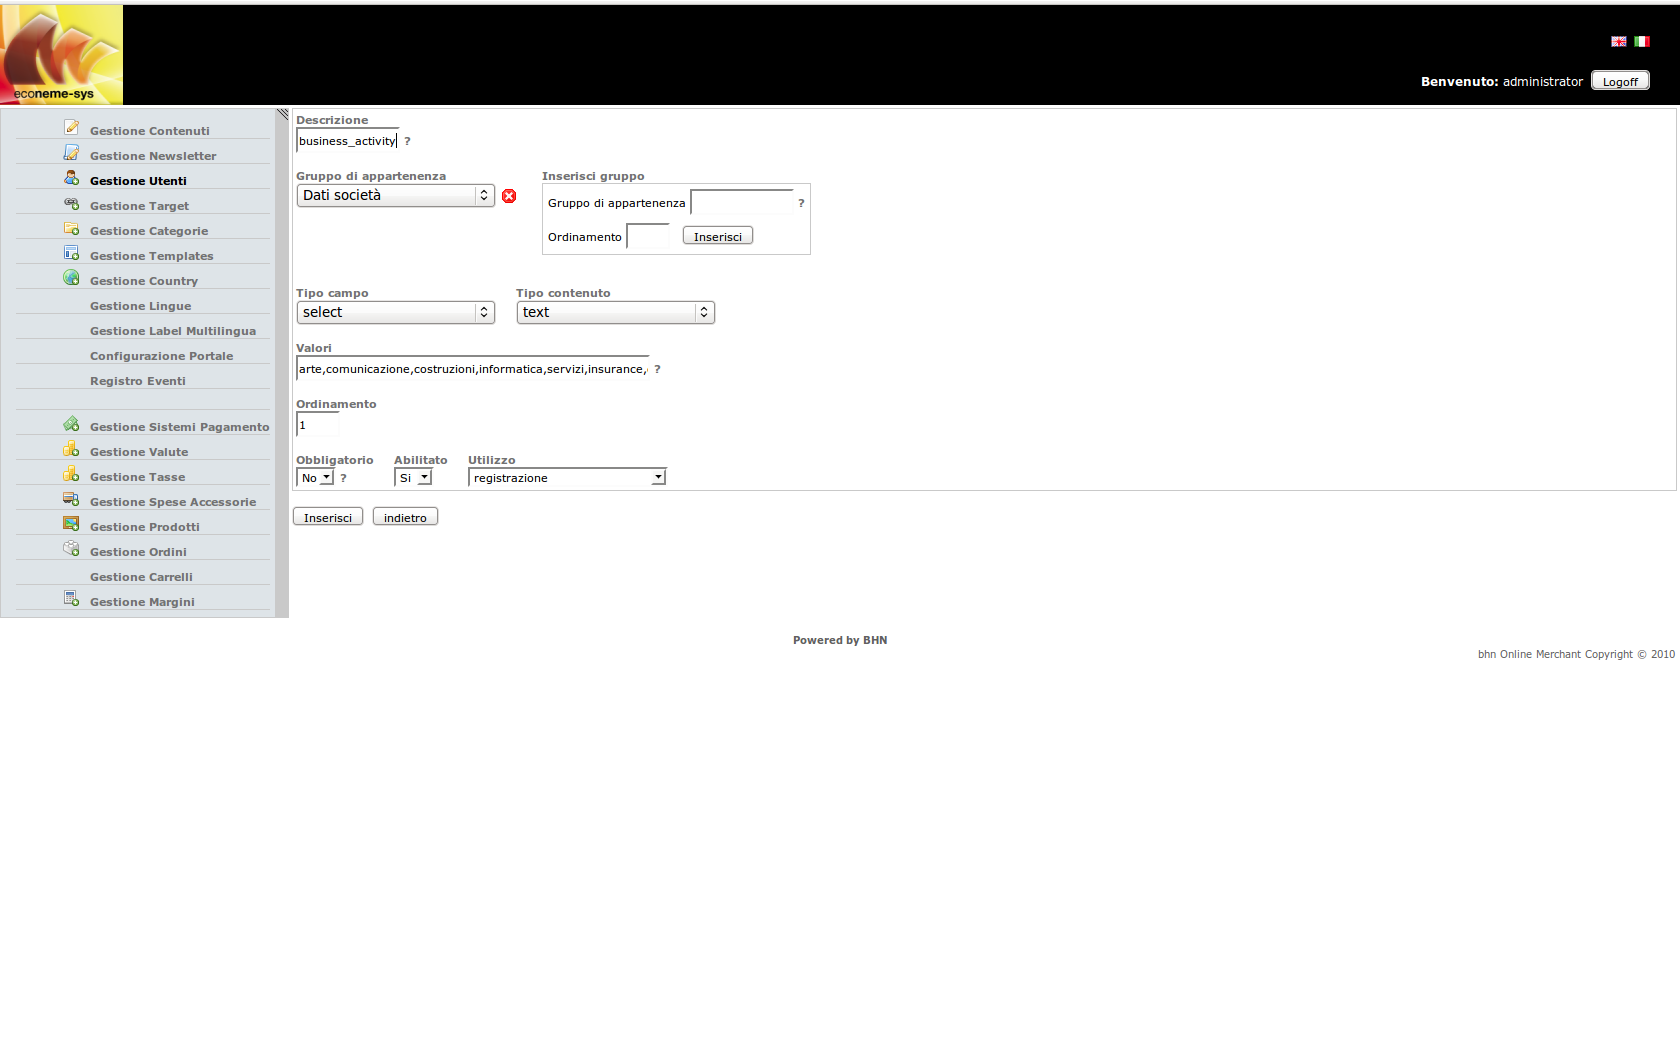 econeme-sys
Benvenuto: administrator Logoff
Gestione Contenuti
Gestione Newsletter
Gestione Utenti
Gestione Target
Gestione Categorie
Gestione Templates
Gestione Country
Gestione Lingue
Gestione Label Multilingua
Configurazione Portale
Registro Eventi
Gestione Sistemi Pagamento
Gestione Valute
Gestione Tasse
Gestione Spese Accessorie
Gestione Prodotti
Gestione Ordini
Gestione Carrelli
Gestione Margini
Descrizione
business_activity ?
Gruppo di appartenenza
Dati società
Inserisci gruppo
Gruppo di appartenenza ?
Ordinamento Inserisci
Tipo campo Tipo contenuto
select text
Valori
arte,comunicazione,costruzioni,informatica,servizi,insurance, ?
Ordinamento
1
Obbligatorio Abilitato Utilizzo
No ? Si registrazione
Inserisci indietro
Powered by BHN
bhn Online Merchant Copyright © 2010